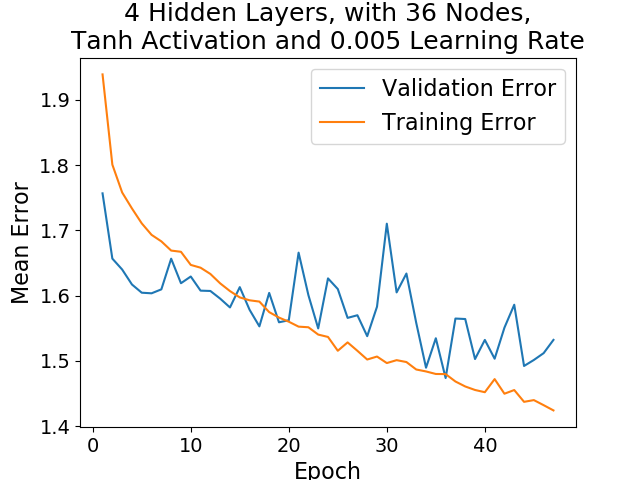 4 Hidden Layers, with 36 Nodes,
Tanh Activation and 0.005 Learning Rate
Validation Error
Training Error
Mean Error
1.9
1.8
1.7
1.6
1.5
1.4
0 10 20 30 40
Epoch